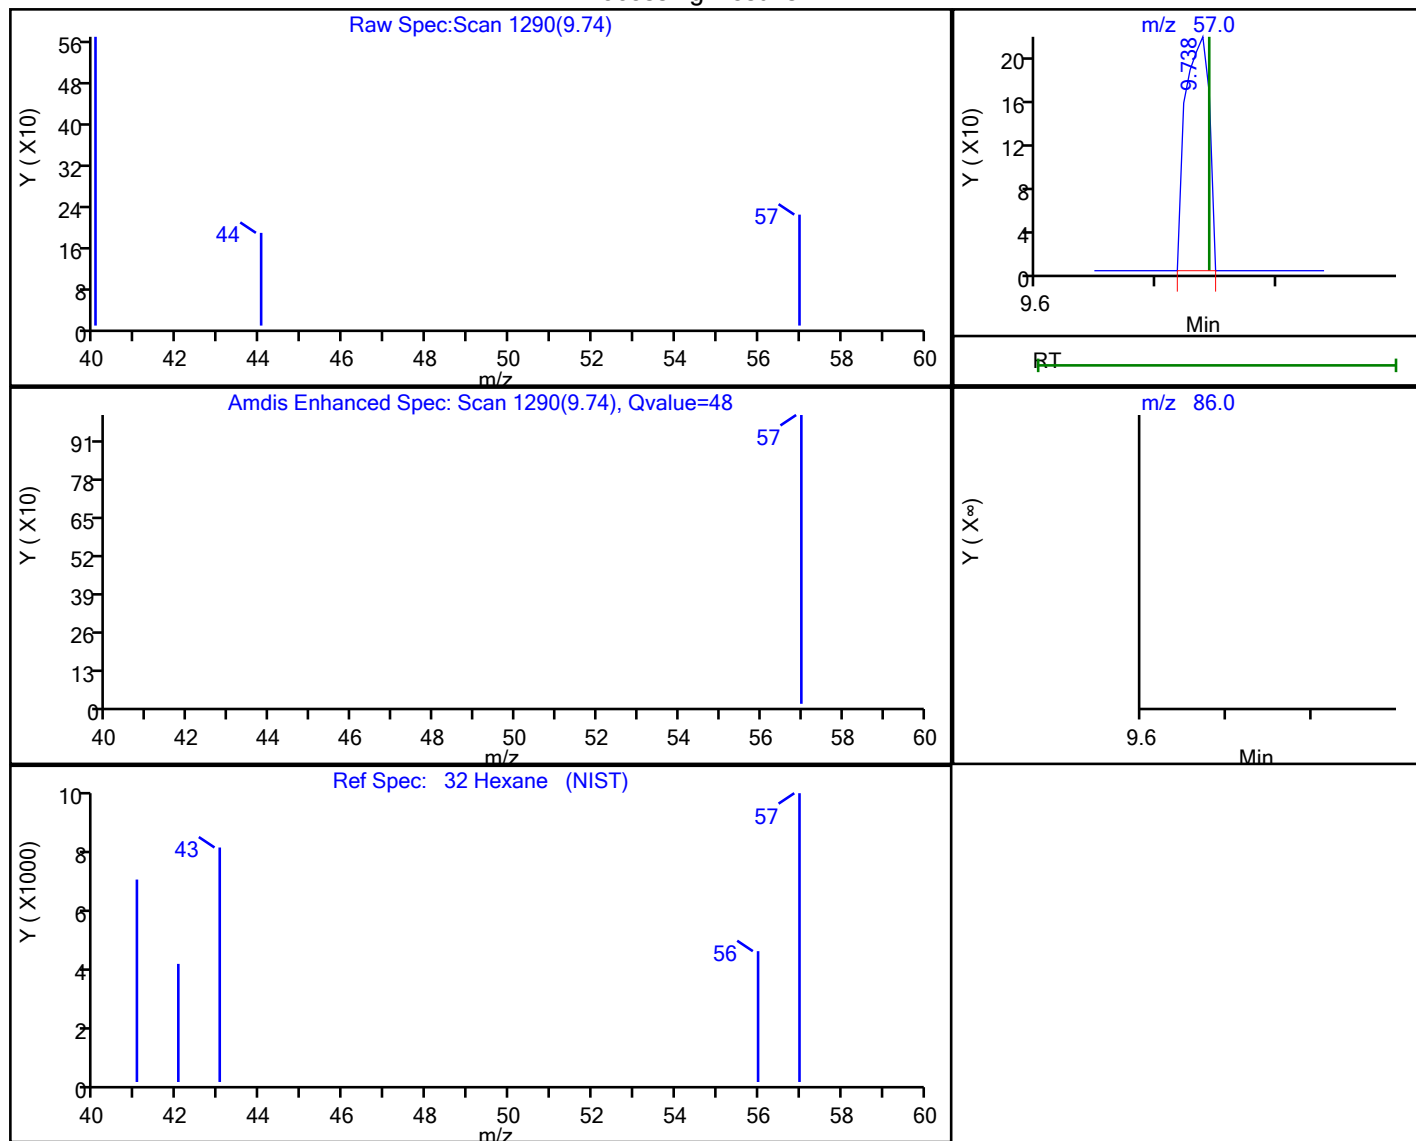 Raw Spec:Scan 1290(9.74)
Y ( X10)
56
48
40
32
24
16
8
0
44
57
40 42 44 46 48 50 52 54 56 58 60
m/z
m/z 57.0
Y ( X10)
20
16
12
8
4
0
9.738
9.6
Min
RT
Amdis Enhanced Spec: Scan 1290(9.74), Qvalue=48
Y ( X10)
91
78
65
52
39
26
13
0
57
40 42 44 46 48 50 52 54 56 58 60
m/z
m/z 86.0
Y ( X∞)
9.6
Min
Ref Spec: 32 Hexane (NIST)
Y ( X1000)
10
8
6
4
2
0
43
56
57
40 42 44 46 48 50 52 54 56 58 60
m/z